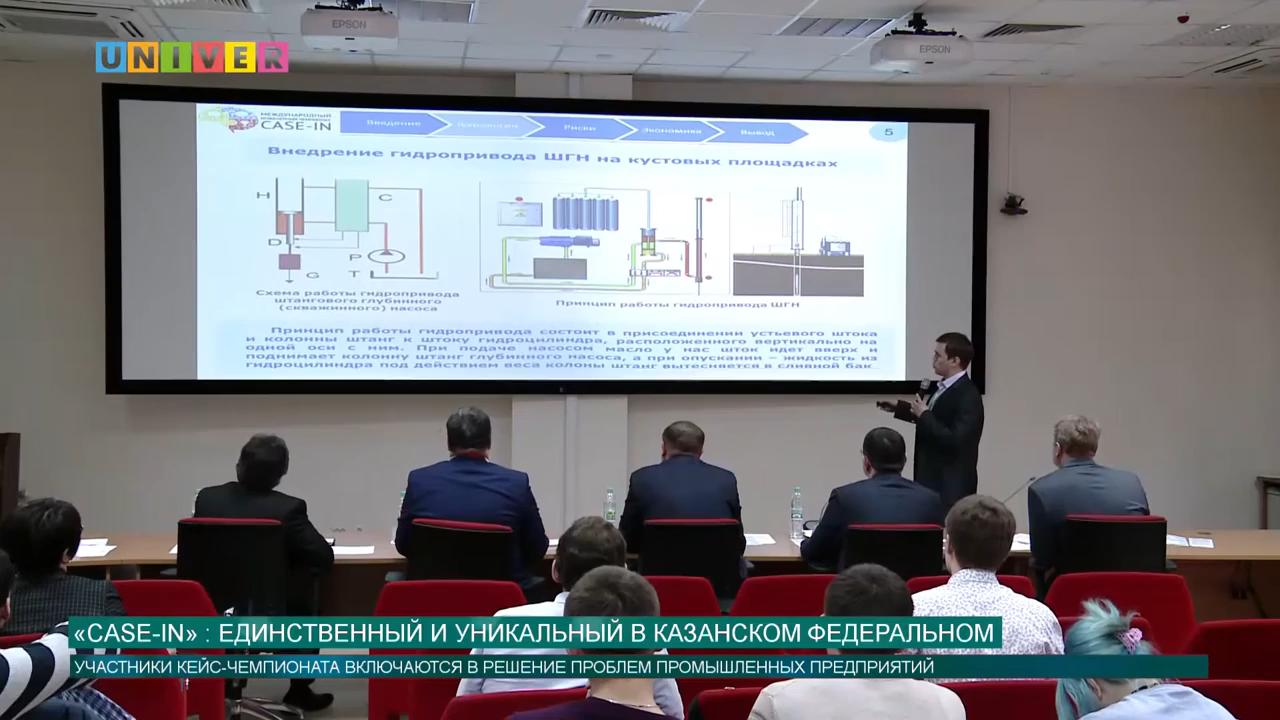 EPSON
EPSON
UNIVER
МЕЖДУНАРОДНЫЙ
CASE-IN
Введение
Риски
Экономика
Вывод
5
Внедрение гидропривода ШГН на кустовых площадках
H
C
D
P
G
T
Схема работы гидропривода
штангового глубинного
(скважинного) насоса
Принцип работы гидропривода ШГН
Принцип работы гидропривода состоит в присоединении устьевого штока
и колонны штанг к штоку гидроцилиндра, расположенного вертикально на
одной оси с ним. При подаче насосом масло у нас шток идет вверх и
поднимает колонну штанг глубинного насоса, а при опускании – жидкость из
гидроцилиндра под действием веса колоны штанг вытесняется в сливной бак.
«CASE-IN» : ЕДИНСТВЕННЫЙ И УНИКАЛЬНЫЙ В КАЗАНСКОМ ФЕДЕРАЛЬНОМ
УЧАСТНИКИ КЕЙС-ЧЕМПИОНАТА ВКЛЮЧАЮТСЯ В РЕШЕНИЕ ПРОБЛЕМ ПРОМЫШЛЕННЫХ ПРЕДПРИЯТИЙ